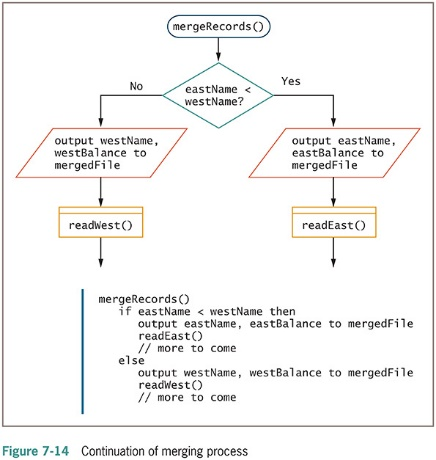 mergeRecords()
eastName <
westName?
No
Yes
output westName,
westBalance to
mergedFile
output eastName,
eastBalance to
mergedFile
readWest()
readEast()
mergeRecords()
if eastName < westName then
output eastName, eastBalance to mergedFile
readEast()
// more to come
else
output westName, westBalance to mergedFile
readWest()
// more to come
Figure 7-14 Continuation of merging process